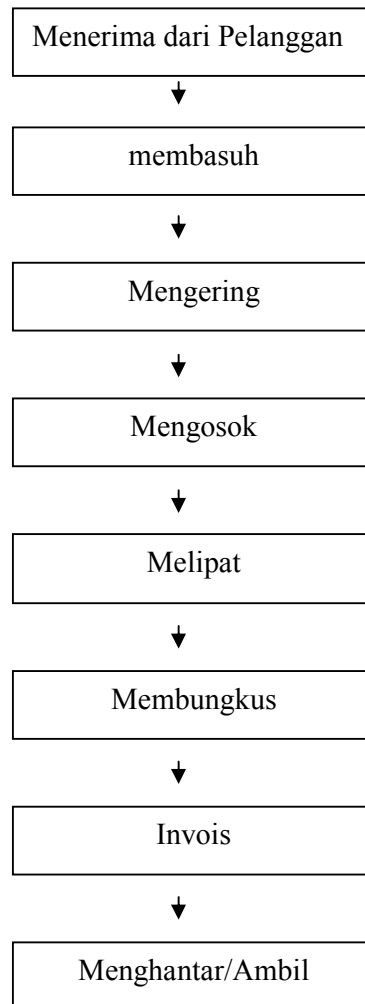 Menerima dari Pelanggan
membasuh
Mengering
Mengosok
Melipat
Membungkus
Invois
Menghantar/Ambil